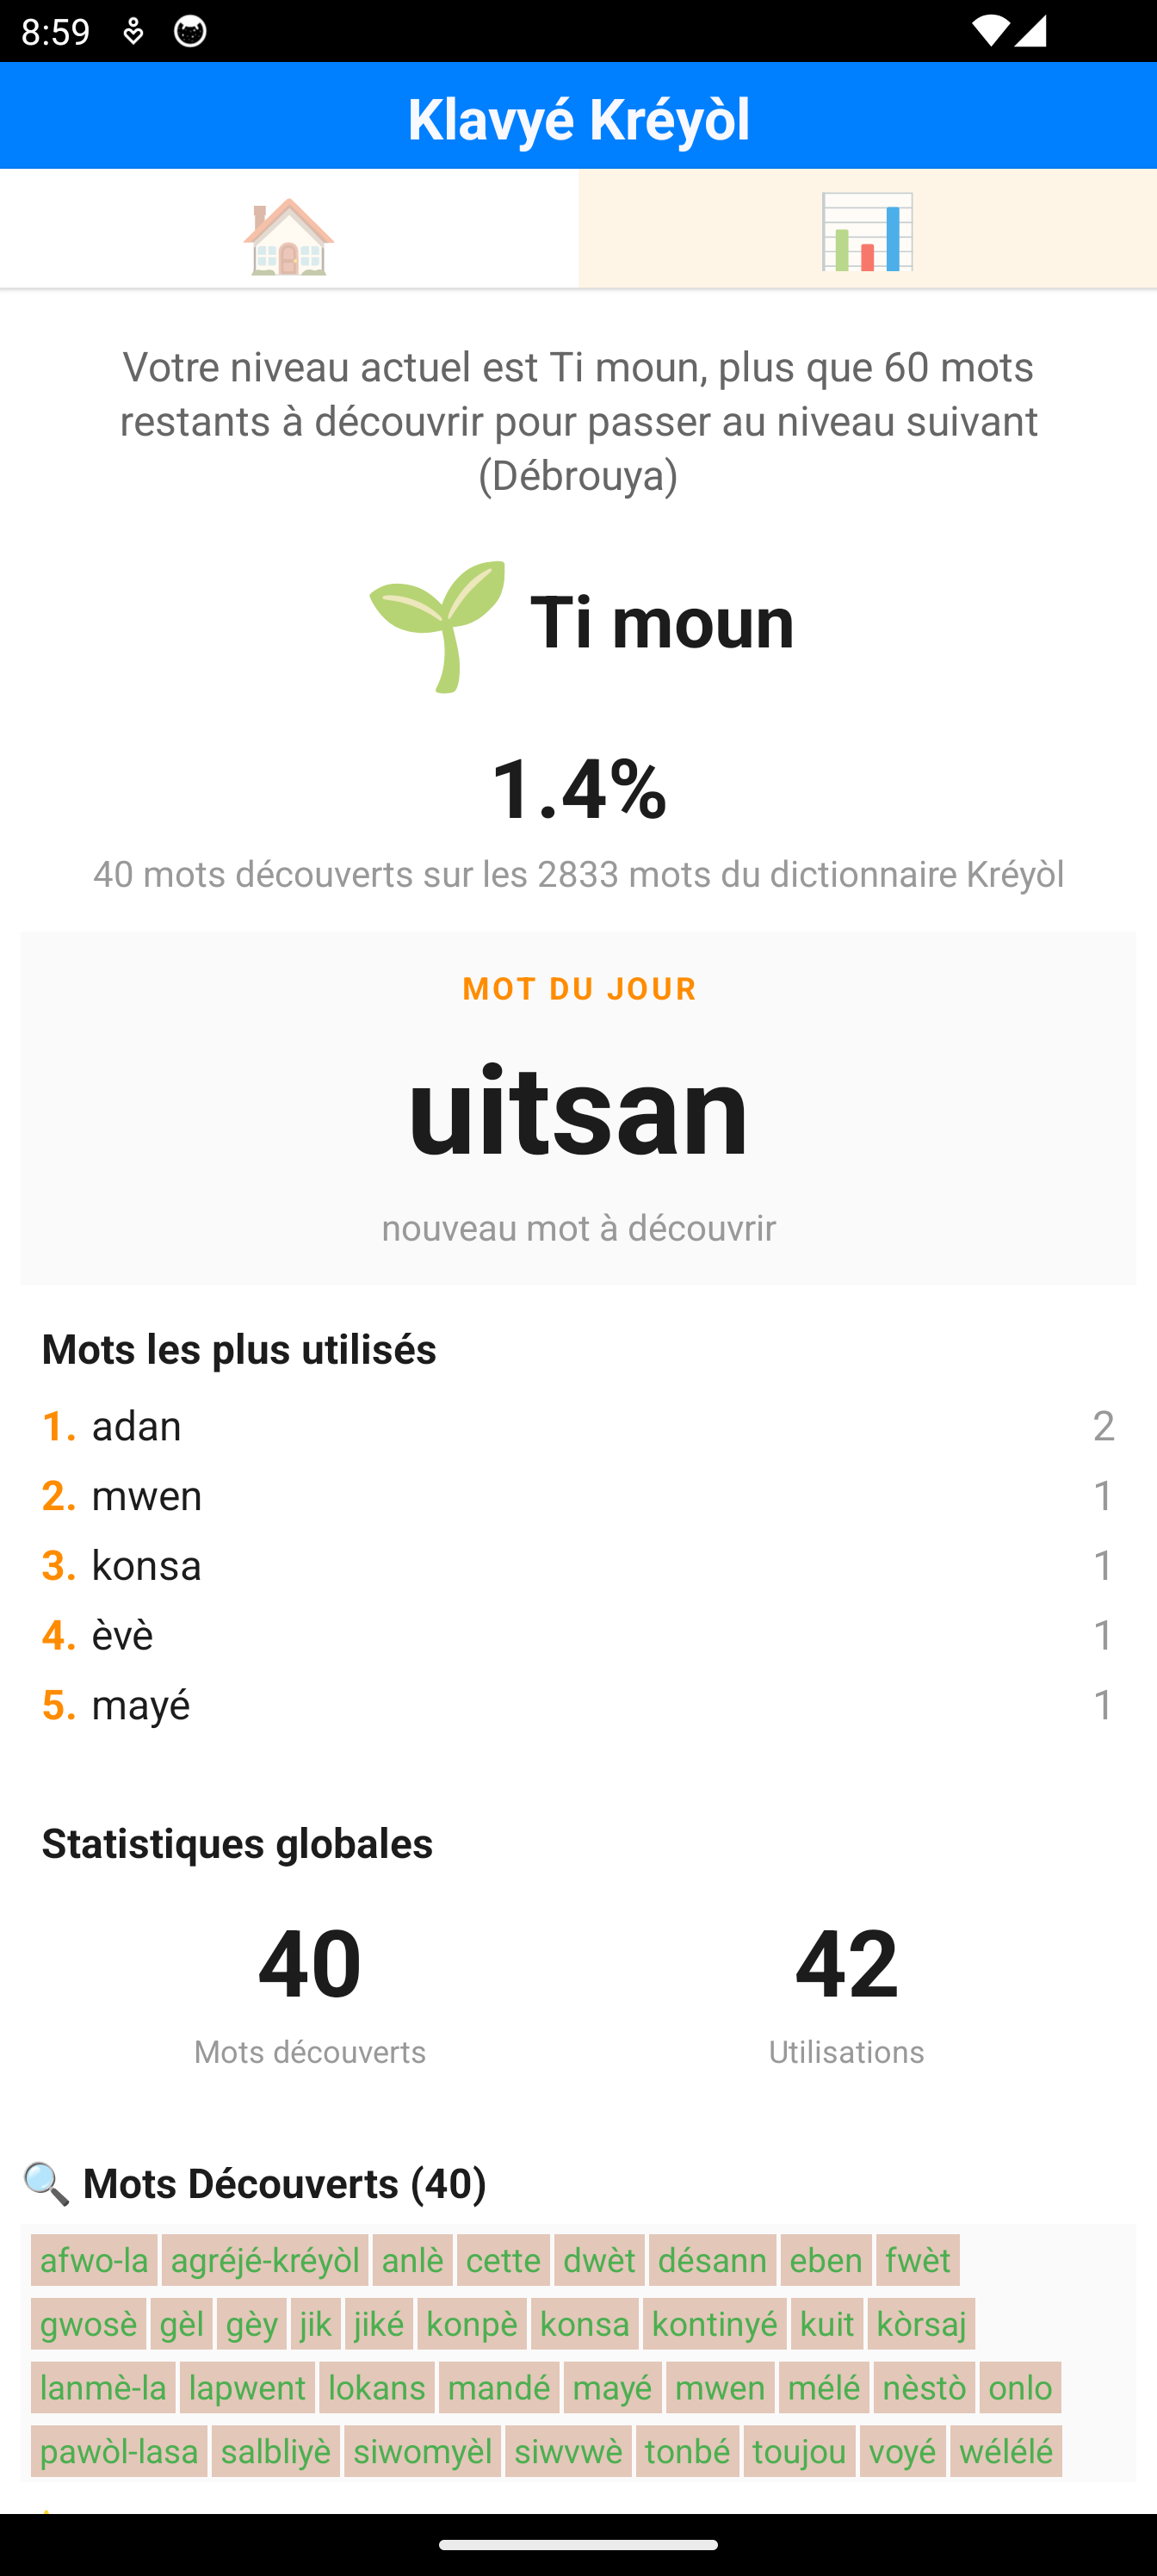 8:59
Klavyé Kréyòl
Votre niveau actuel est Ti moun, plus que 60 mots
restants à découvrir pour passer au niveau suivant
(Débrouya)
Ti moun
1.4%
40 mots découverts sur les 2833 mots du dictionnaire Kréyòl
MOT DU JOUR
uitsan
nouveau mot à découvrir
Mots les plus utilisés
1. adan 2
2. mwen 1
3. konsa 1
4. èvè 1
5. mayé 1
Statistiques globales
40 42
Mots découverts Utilisations
Mots Découverts (40)
afwo-la agréjé-kréyòl anlè cette dwèt désann eben fwèt
gwosè gèl gèy jik jiké konpè konsa kontinyé kuit kòrsaj
lanmè-la lapwent lokans mandé mayé mwen mélé nèstò onlo
pawòl-lasa salbliyè siwomyèl siwvwè tonbé toujou voyé wélélé